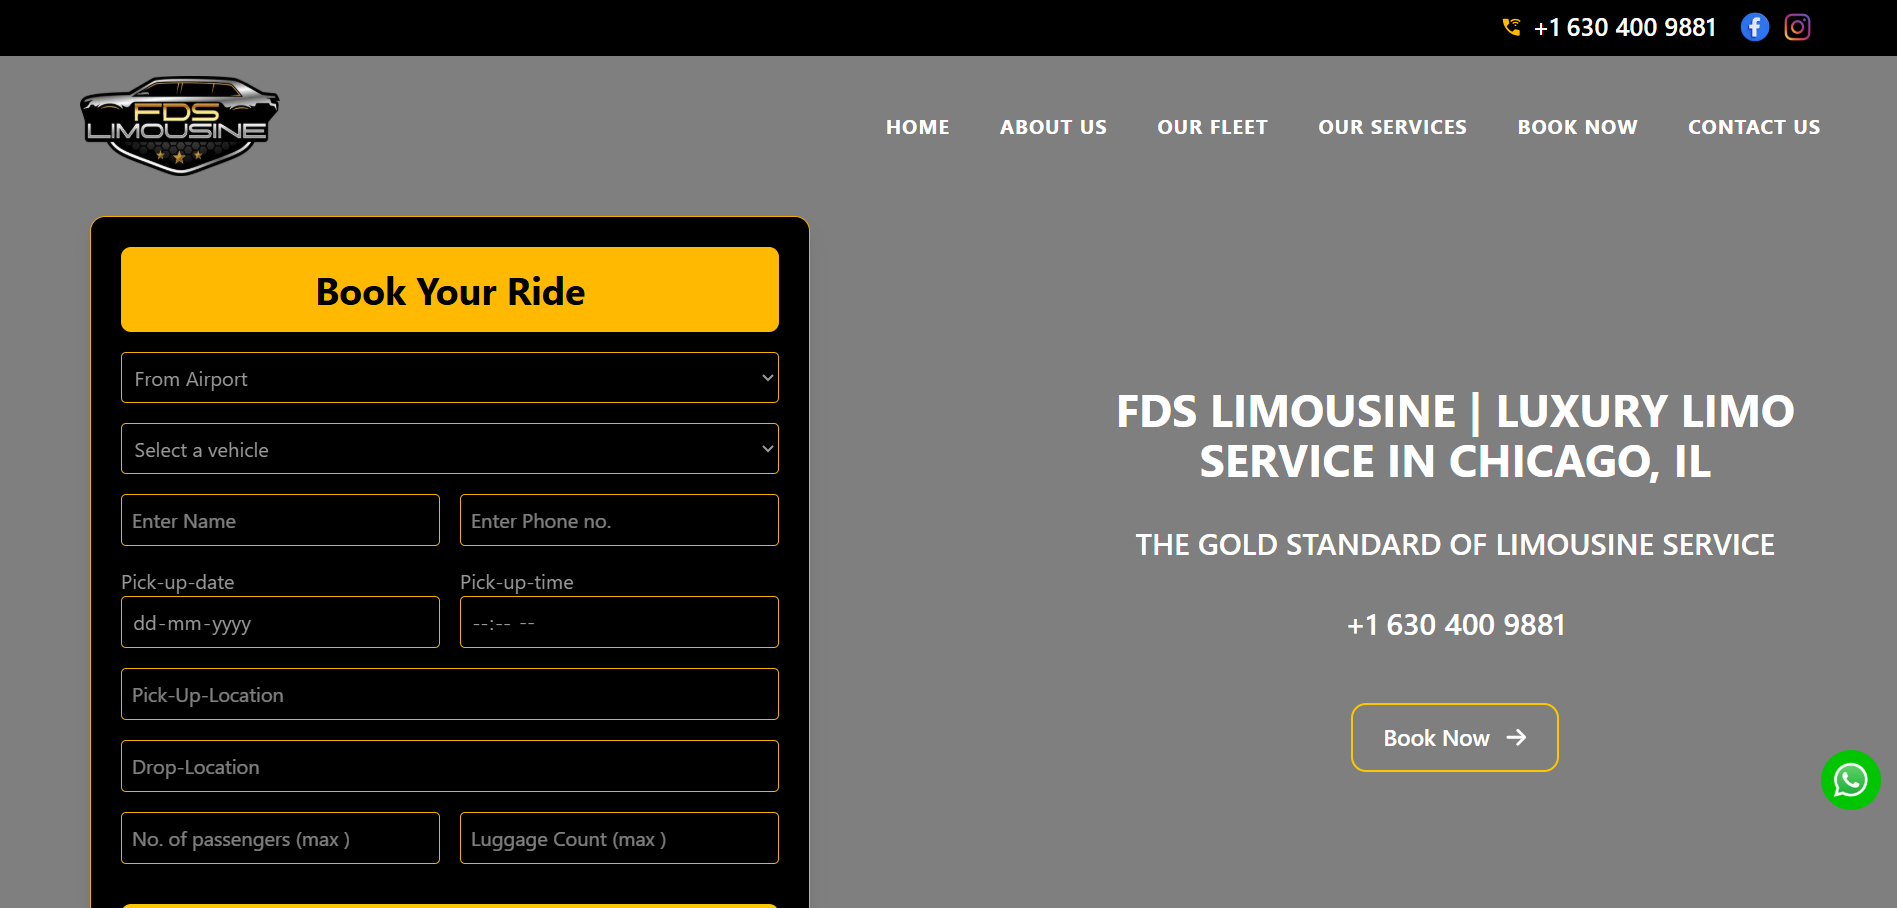 +1 630 400 9881
FDS
LIMOUSINE
HOME ABOUT US OUR FLEET OUR SERVICES BOOK NOW CONTACT US
Book Your Ride
From Airport
Select a vehicle
Enter Name Enter Phone no.
Pick-up-date Pick-up-time
dd-mm-yyyy --:-- --
Pick-Up-Location
Drop-Location
No. of passengers (max ) Luggage Count (max )
FDS LIMOUSINE | LUXURY LIMO
SERVICE IN CHICAGO, IL
THE GOLD STANDARD OF LIMOUSINE SERVICE
+1 630 400 9881
Book Now